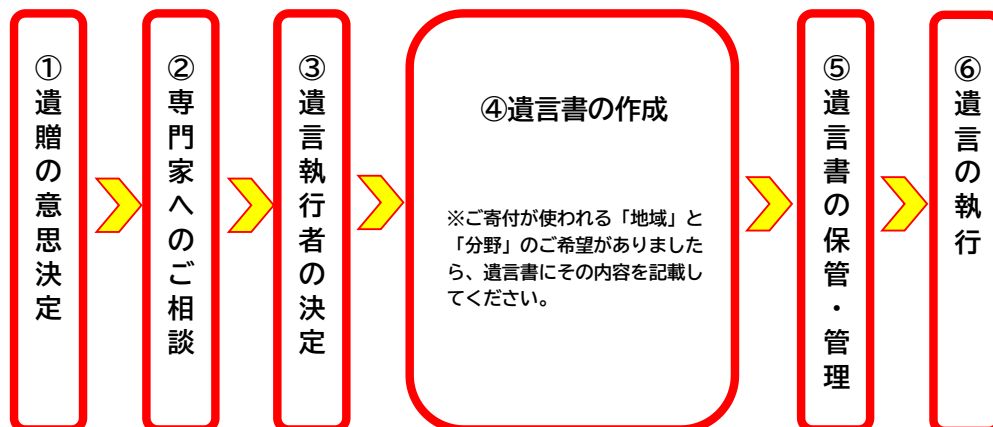 ①遺贈の意思決定
②専門家へのご相談
③遺言執行者の決定
④遺言書の作成
※ご寄付が使われる「地域」と
「分野」のご希望がありました
ら、遺言書にその内容を記載し
てください。
⑤遺言書の保管・管理
⑥遺言の執行